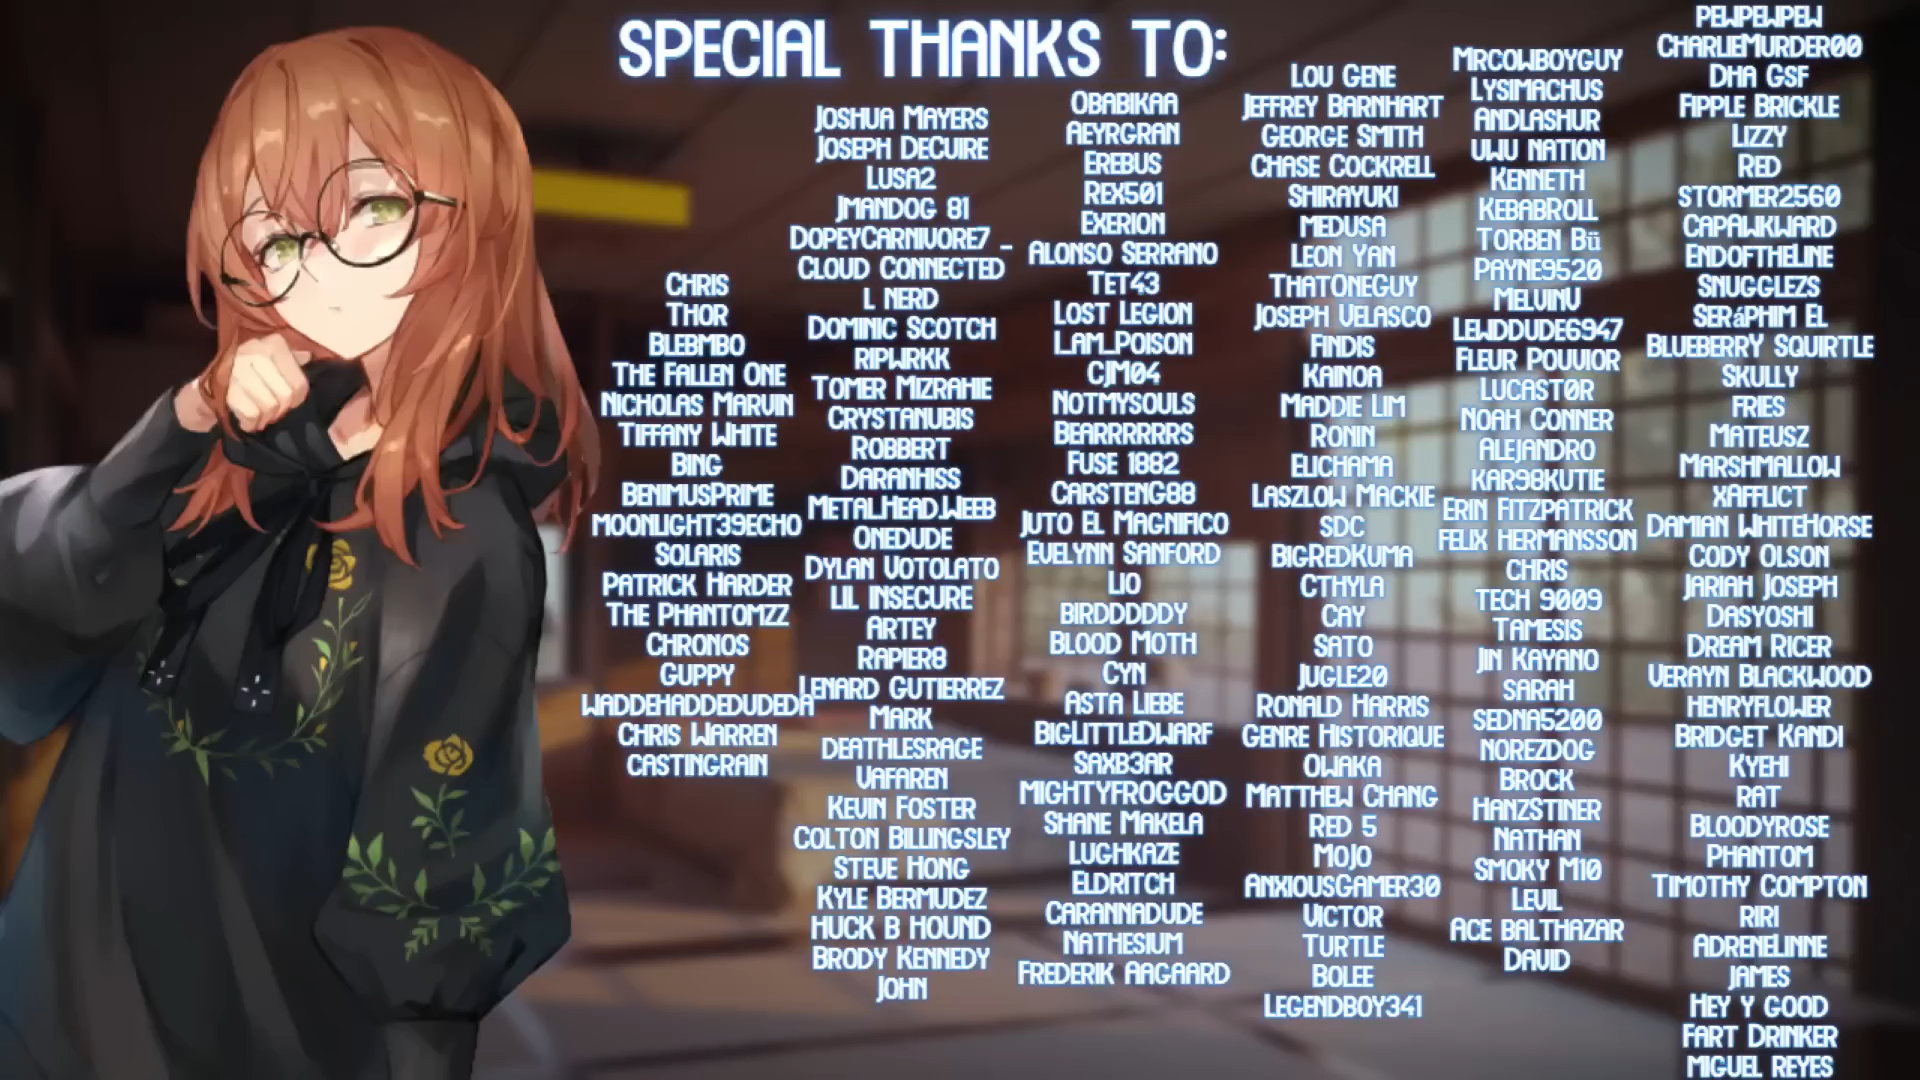 SPECIAL THANKS TO:
CHRIS
THOR
BLEBMBO
THE FALLEN ONE
NICHOLAS MARVIN
TIFFANY WHITE
BING
BENIMUSPRIME
MOONLIGHT39ECHO
SOLARIS
PATRICK HARDER
THE PHANTOMZZ
CHRONOS
GUPPY
WADDEHADDEDUDEDA
CHRIS WARREN
CASTINGRAIN
JOSHUA MAYERS
JOSEPH DECUIRE
LUSA2
JMANDOG 81
DOPEYCARNIVORE7 _
CLOUD CONNECTED
L NERD
DOMINIC SCOTCH
RIPWRKK
TOMER MIZRAHIE
CRYSTANUBIS
ROBBERT
DARANHISS
METALHEAD.WEEB
ONEDUDE
DYLAN VOTOLATO
LIL INSECURE
ARTEY
RAPIER8
LENARD GUTIERREZ
MARK
DEATHLESRAGE
VAFAREN
KEVIN FOSTER
COLTON BILLINGSLEY
STEVE HONG
KYLE BERMUDEZ
HUCK B HOUND
BRODY KENNEDY
JOHN
OBABIKAA
AEYRGRAN
EREBUS
REX501
EXERION
ALONSO SERRANO
TET43
LOST LEGION
I_AM_POISON
CJM04
NOTMYSOULS
BEARRRRRRS
FUSE 1882
CARSTENG88
JUTO EL MAGNIFICO
EVELYNN SANFORD
LIO
BIRDDDDDY
BLOOD MOTH
CYN
ASTA LIEBE
BIGLITTLEDWARF
SAXB3AR
MIGHTYFROGGOD
SHANE MAKELA
LUGHKAZE
ELDRITCH
CARANNADUDE
NATHESIUM
FREDERIK AAGAARD
LOU GENE
JEFFREY BARNHART
GEORGE SMITH
CHASE COCKRELL
SHIRAYUKI
MEDUSA
LEON YAN
THATONEGUY
JOSEPH VELASCO
FINDIS
KAINOA
MADDIE LIM
RONIN
ELICHAMA
LASZLOW MACKIE
SDC
BIGREDKUMA
CTHYLA
CAY
SATO
JUGLE20
RONALD HARRIS
GENRE HISTORIQUE
OWAKA
MATTHEW CHANG
RED 5
MOJO
ANXIOUSGAMER30
VICTOR
TURTLE
BOLEE
LEGENDBOY341
MRCOWBOYGUY
LYSIMACHUS
ANDLASHUR
UWU NATION
KENNETH
KEBABROLL
TORBEN Bü
PAYNE9520
MELVINV
LEWDDUDE6947
FLEUR POUVIOR
LUCAST0R
NOAH CONNER
ALEJANDRO
KAR98KUTIE
ERIN FITZPATRICK
FELIX HERMANSSON
CHRIS
TECH 9009
TAMESIS
JIN KAYANO
SARAH
SEDNA5200
NOREZDOG
BROCK
HANZSTINER
NATHAN
SMOKY M10
LEVIL
ACE BALTHAZAR
DAVID
PEWPEWPEW
CHARLIEMURDER00
DHA GSF
FIPPLE BRICKLE
LIZZY
RED
STORMER2560
CAPAWKWARD
ENDOFTHELINE
SNUGGLEZS
SERáPHIM EL
BLUEBERRY SQUIRTLE
SKULLY
FRIES
MATEUSZ
MARSHMALLOW
XAFFLICT
DAMIAN WHITEHORSE
CODY OLSON
JARIAH JOSEPH
DASYOSHI
DREAM RICER
VERAYN BLACKWOOD
HENRYFLOWER
BRIDGET KANDI
KYEHI
RAT
BLOODYROSE
PHANTOM
TIMOTHY COMPTON
RIRI
ADRENELINNE
JAMES
HEY Y GOOD
FART DRINKER
MIGUEL REYES